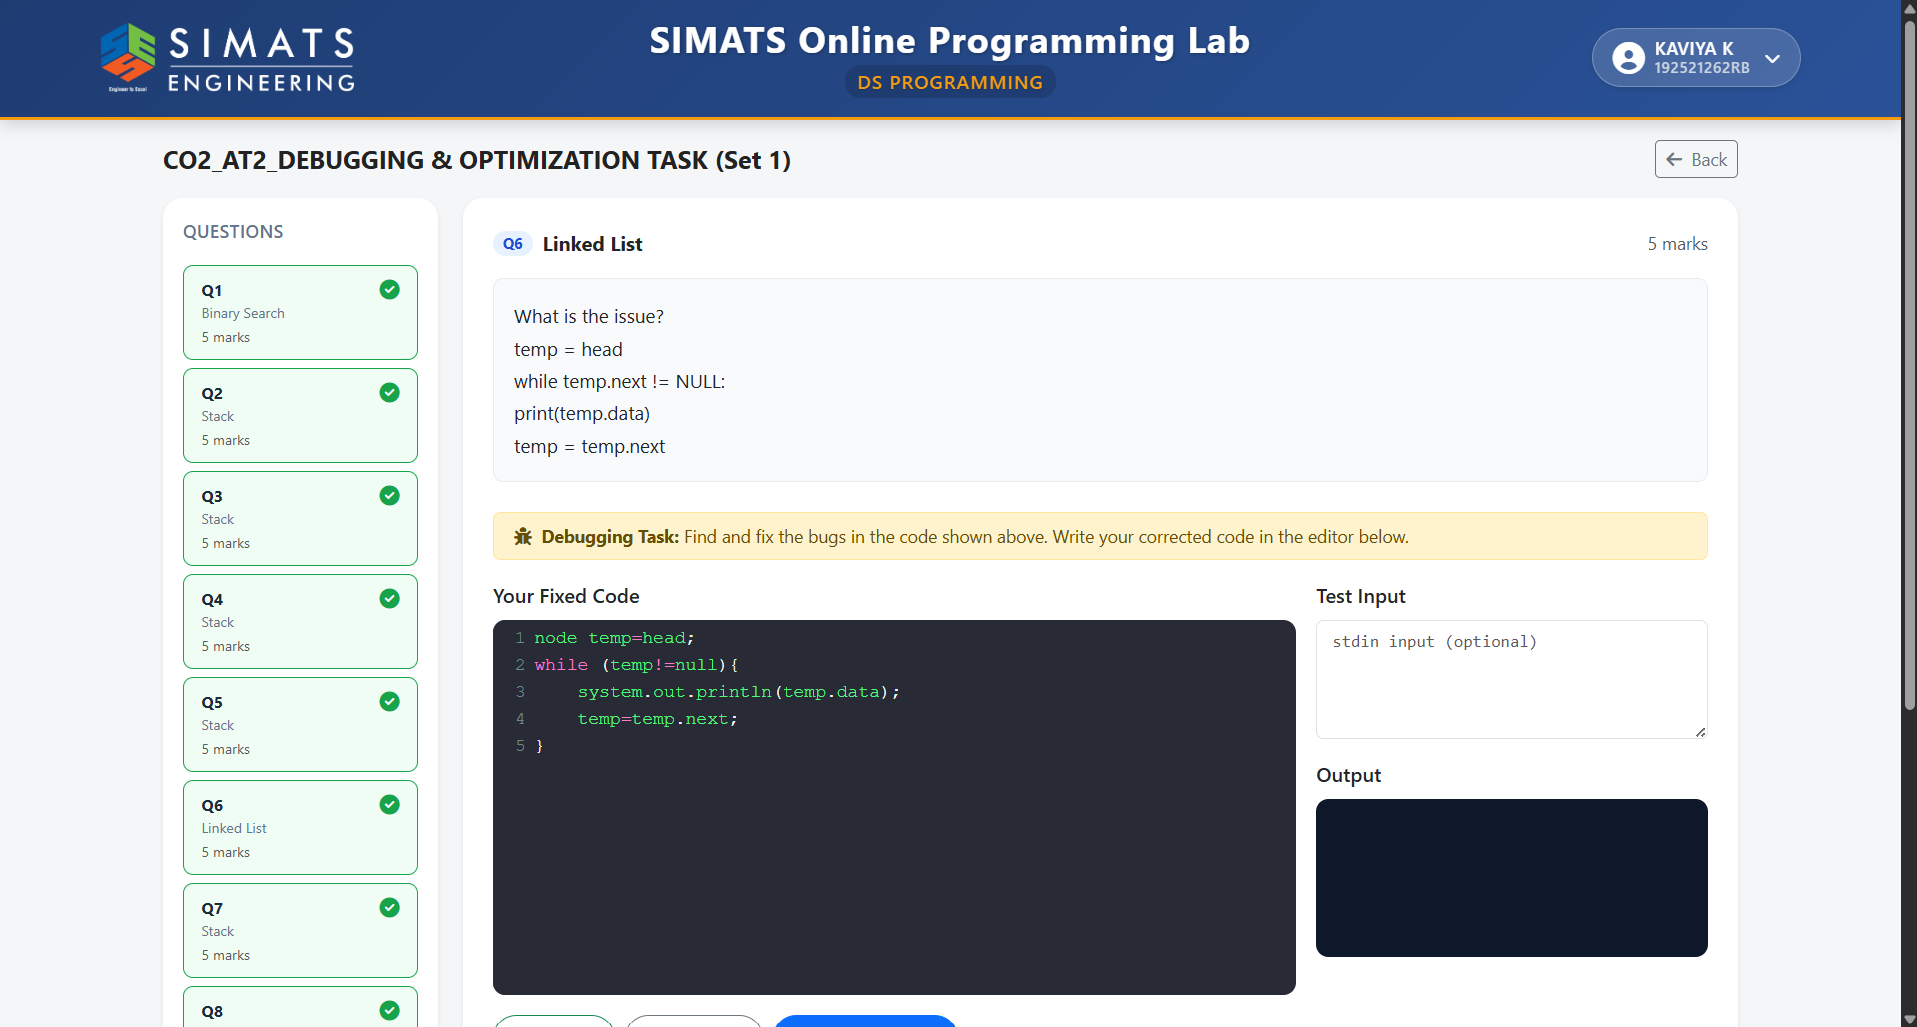 SIMATS
ENGINEERING
Engineer to Excel
SIMATS Online Programming Lab
DS PROGRAMMING
KAVIYA K
192521262RB
CO2_AT2_DEBUGGING & OPTIMIZATION TASK (Set 1)
Back
QUESTIONS
Q1
Binary Search
5 marks
Q2
Stack
5 marks
Q3
Stack
5 marks
Q4
Stack
5 marks
Q5
Stack
5 marks
Q6
Linked List
5 marks
Q7
Stack
5 marks
Q8
Q6 Linked List
5 marks
What is the issue?
temp = head
while temp.next != NULL:
print(temp.data)
temp = temp.next
Debugging Task: Find and fix the bugs in the code shown above. Write your corrected code in the editor below.
Your Fixed Code
1 node temp=head;
2 while (temp!=null){
3     system.out.println(temp.data);
4     temp=temp.next;
5 }
Test Input
stdin input (optional)
Output